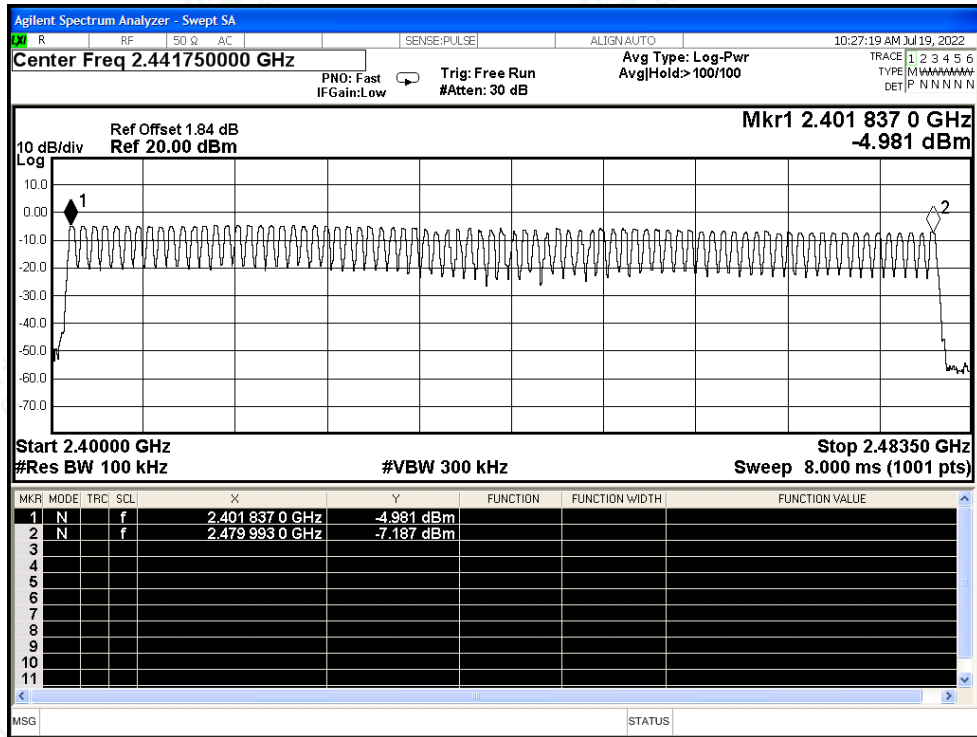 Agilent Spectrum Analyzer - Swept SA
LXI R RF 50 Ω AC SENSE:PULSE ALIGN AUTO 10:27:19 AM Jul 19, 2022
Center Freq 2.441750000 GHz
PNO: Fast
IFGain:Low
Trig: Free Run
#Atten: 30 dB
Avg Type: Log-Pwr
Avg|Hold:>100/100
TRACE 1 2 3 4 5 6
TYPE M
DET P N N N N N
Ref Offset 1.84 dB
10 dB/div Ref 20.00 dBm
Log
Mkr1 2.401 837 0 GHz
-4.981 dBm
10.0
0.00
-10.0
-20.0
-30.0
-40.0
-50.0
-60.0
-70.0
1
2
Start 2.40000 GHz Stop 2.48350 GHz
#Res BW 100 kHz #VBW 300 kHz Sweep 8.000 ms (1001 pts)
MKR MODE TRC SCL X Y FUNCTION FUNCTION WIDTH FUNCTION VALUE
1 N f 2.401 837 0 GHz -4.981 dBm
2 N f 2.479 993 0 GHz -7.187 dBm
3
4
5
6
7
8
9
10
11
MSG STATUS